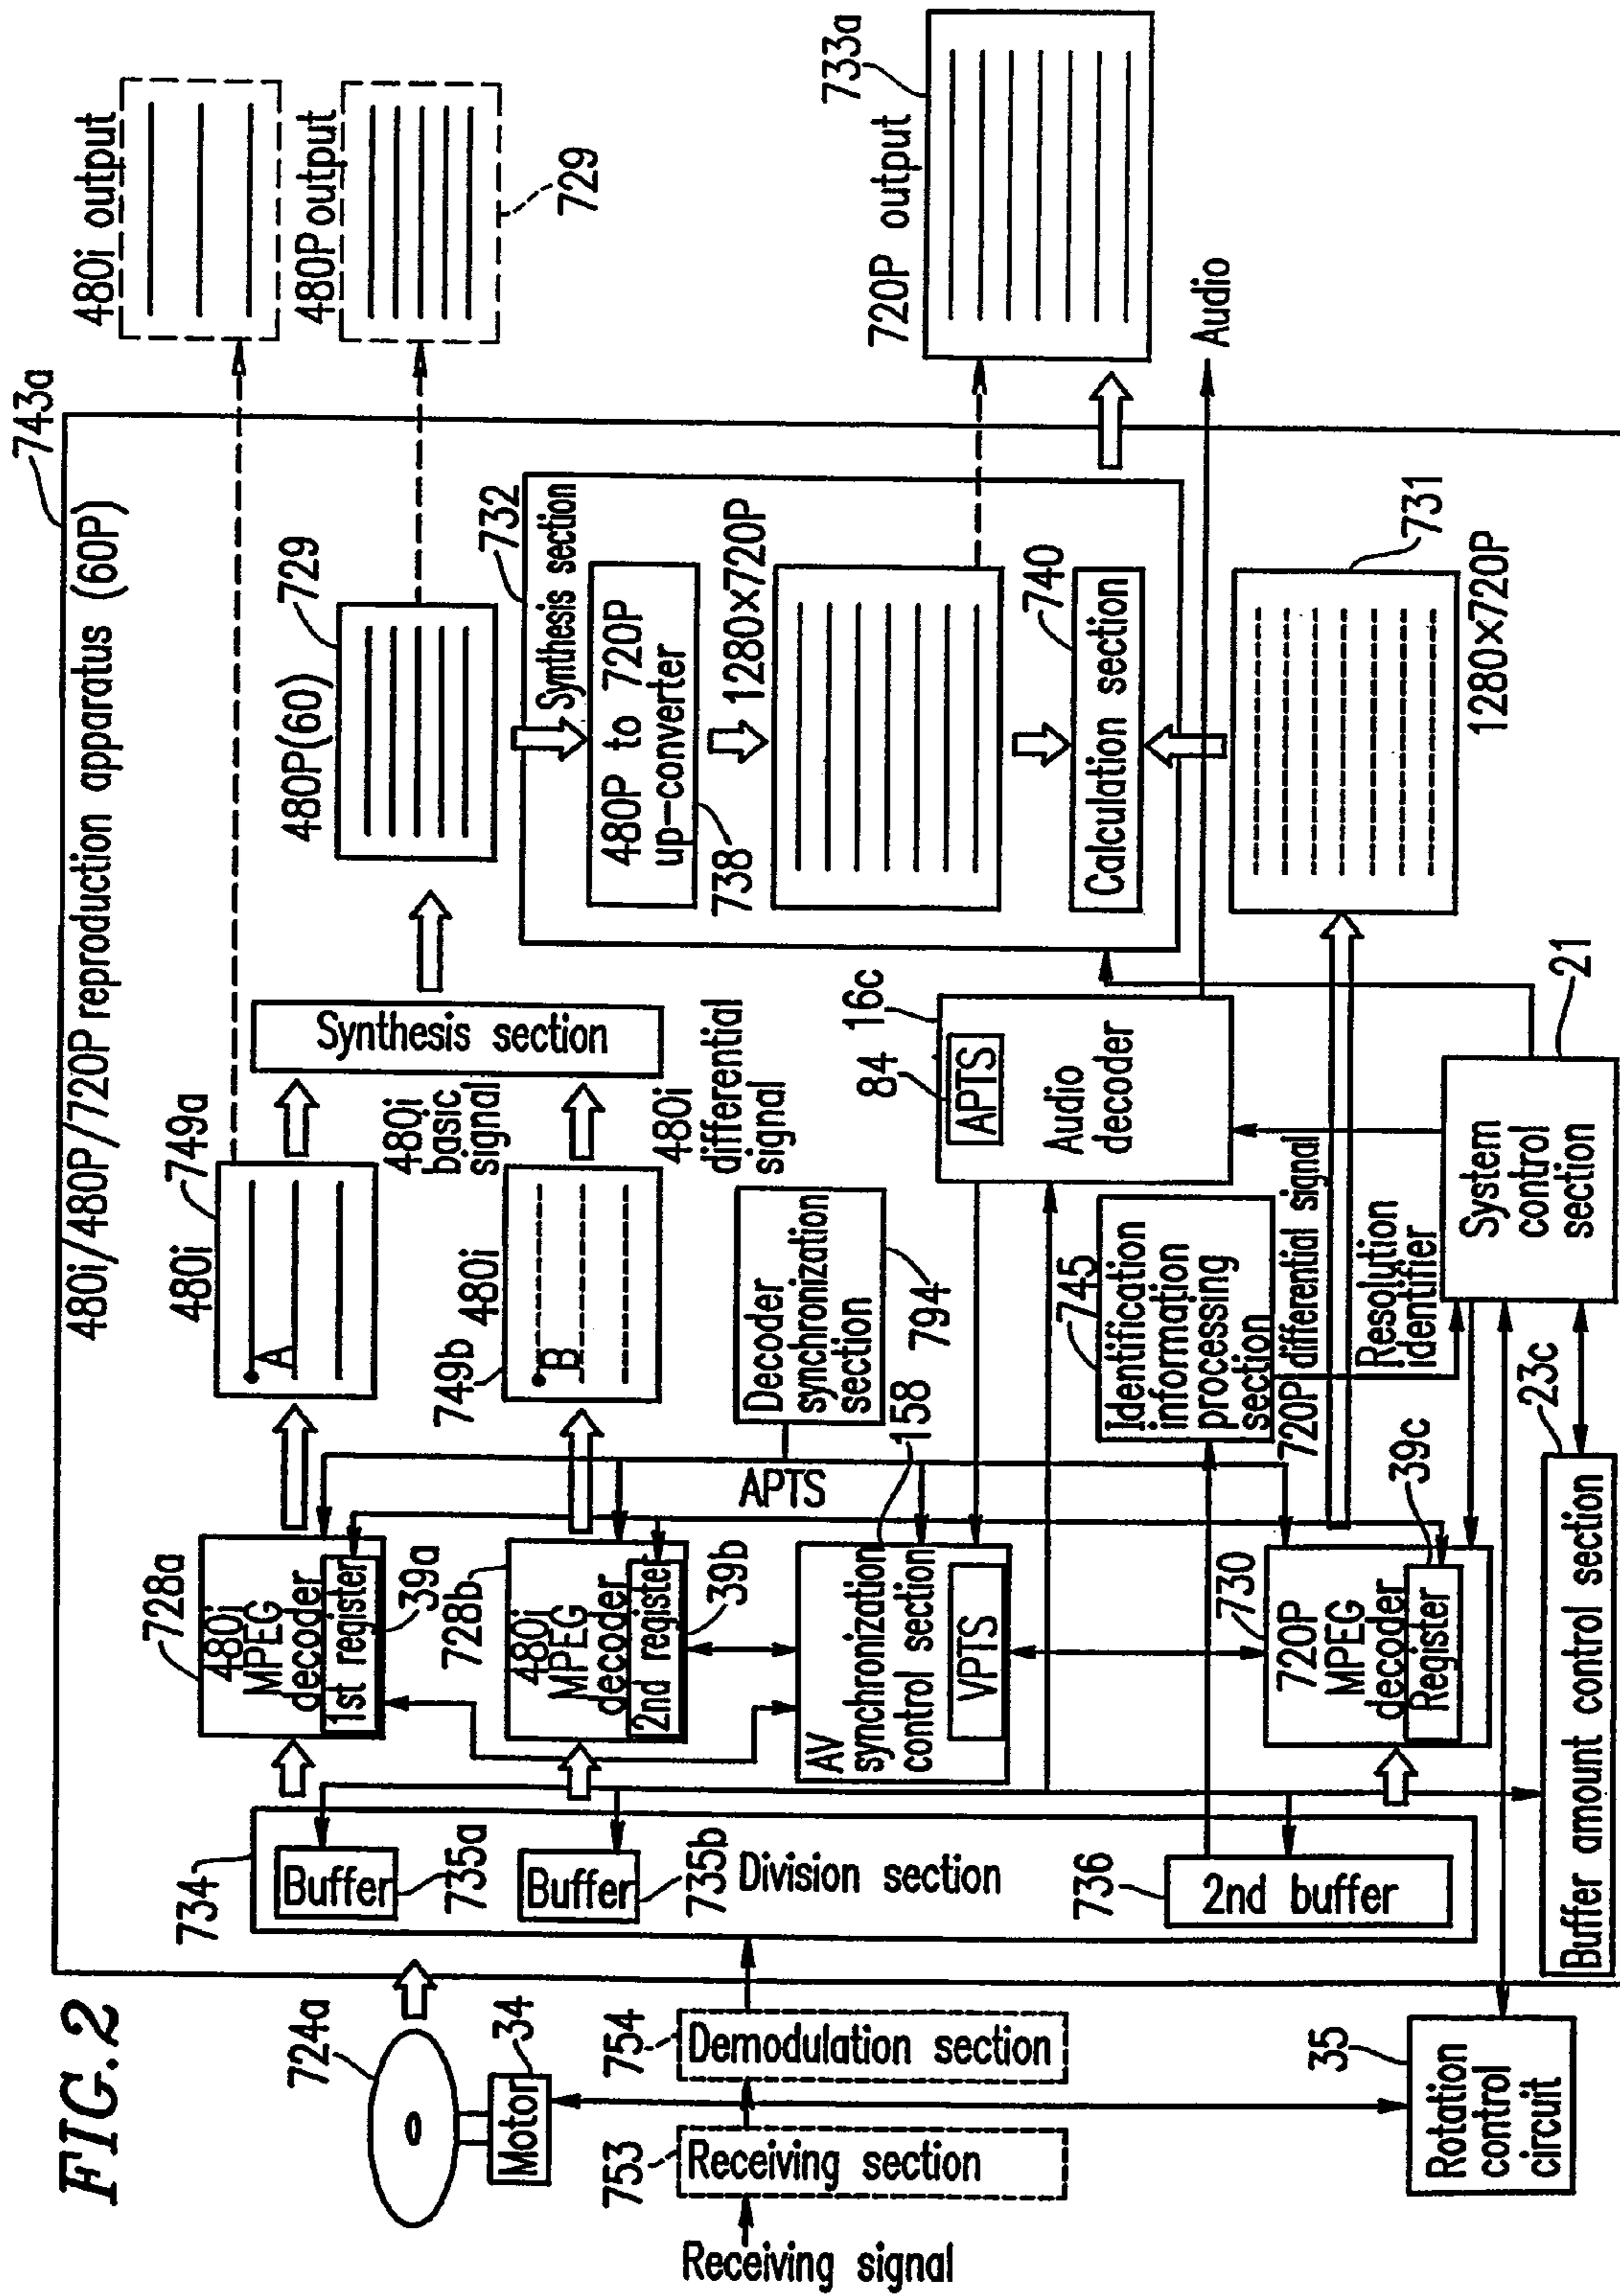 FIG.2
724a
34
Motor
Receiving signal
753
Receiving section
754
Demodulation section
35
Rotation
control
circuit
743a
480i/480P/720P reproduction apparatus (60P)
734
Buffer
735a
Buffer
735b
Division section
736
2nd buffer
728a
480i
MPEG
decoder
1st register
39a
728b
480i
MPEG
decoder
2nd register
39b
APTS
158
AV
synchronization
control section
VPTS
730
720P
MPEG
decoder
Register
39c
23c
Buffer amount control section
749a
480i
A
480i
basic
signal
749b
480i
B
480i
differential
signal
Decoder
synchronization
section
794
745
Identification
information
processing
section
720P differential signal
Resolution
identifier
16c
84
APTS
Audio
decoder
21
System
control
section
Synthesis section
729
480P(60)
732
Synthesis section
480P to 720P
up-converter
738
1280×720P
740
Calculation section
731
1280×720P
480i output
480P output
729
733a
720P output
Audio